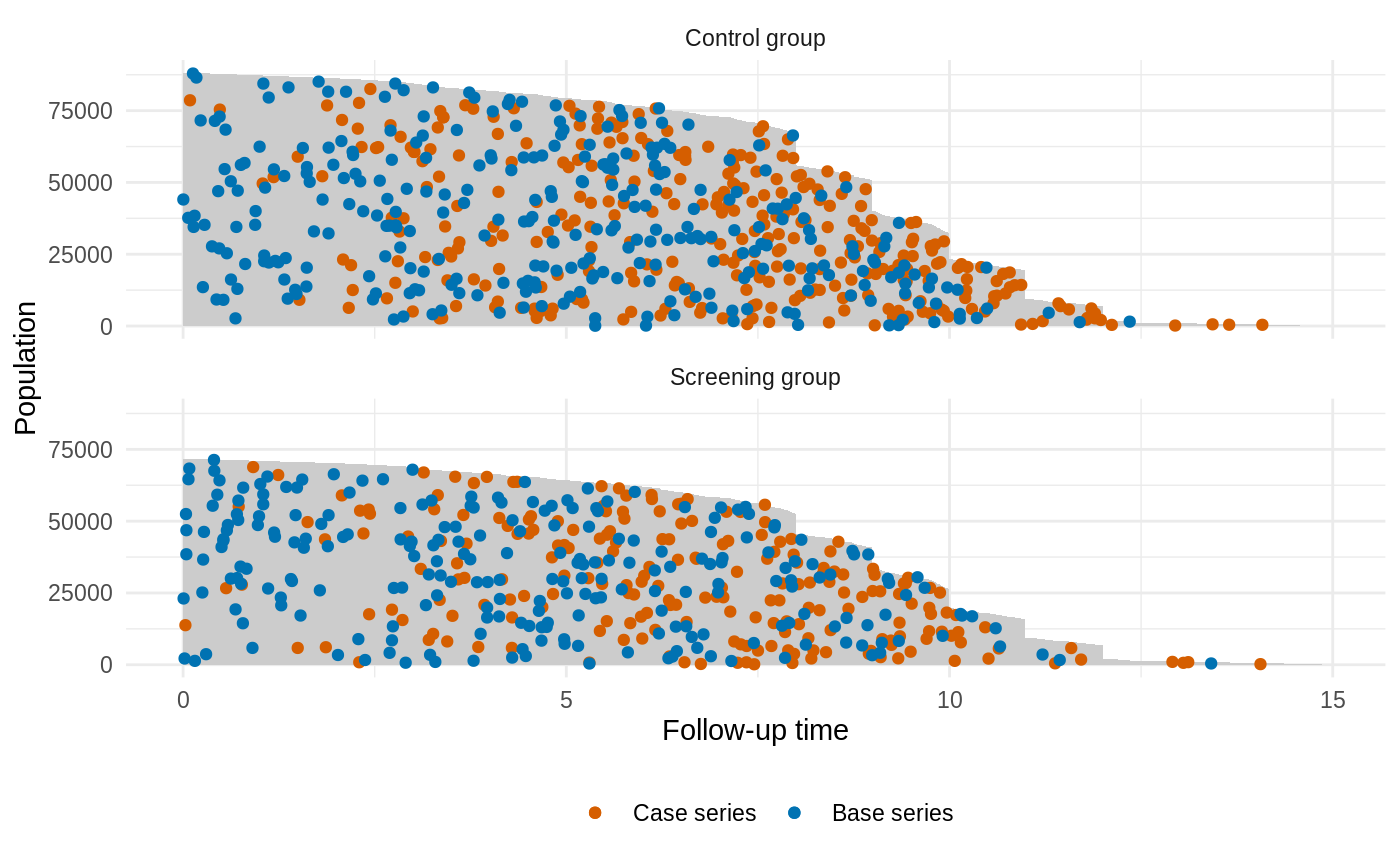 Control group
75000
50000
25000
0
Population
Screening group
75000
50000
25000
0
0 5 10 15
Follow-up time
Case series Base series